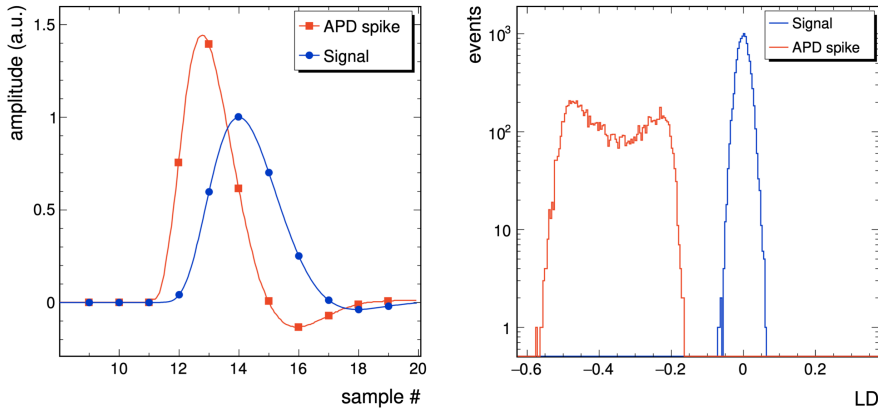 amplitude (a.u.)
1.5
1
0.5
0
APD spike
Signal
10
12
14
16
18
20
sample #
events
10³
10²
10
1
Signal
APD spike
−0.6
−0.4
−0.2
0
0.2
LD